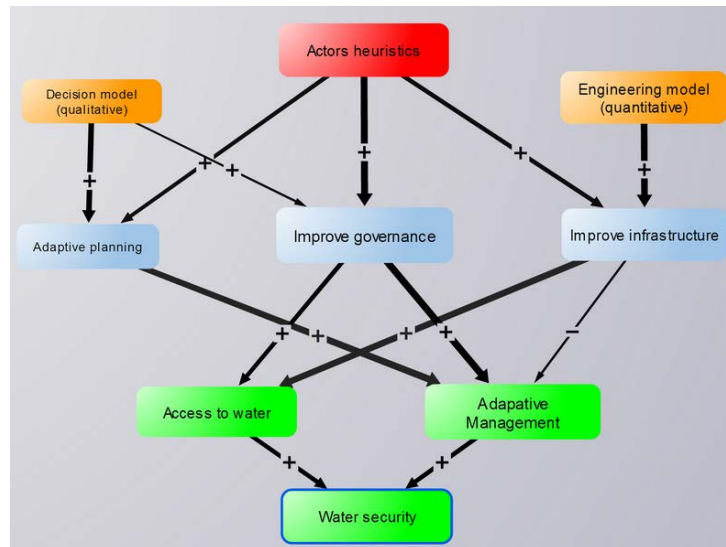 Actors heuristics
Decision model
(qualitative)
Engineering model
(quantitative)
+
+
+
+
+
+
Adaptive planning
Improve governance
Improve infrastructure
+
+
+
+
+
−
Access to water
Adapative
Management
+
+
Water security